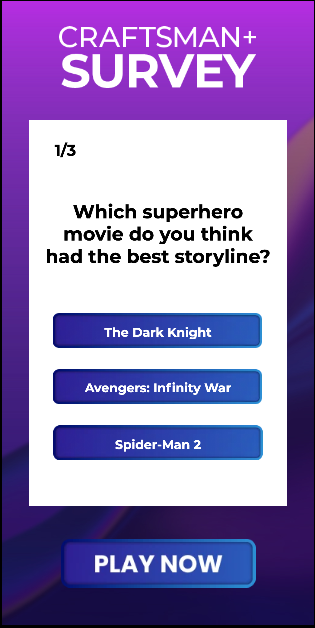 CRAFTSMAN+
SURVEY
1/3
Which superhero
movie do you think
had the best storyline?
The Dark Knight
Avengers: Infinity War
Spider-Man 2
PLAY NOW